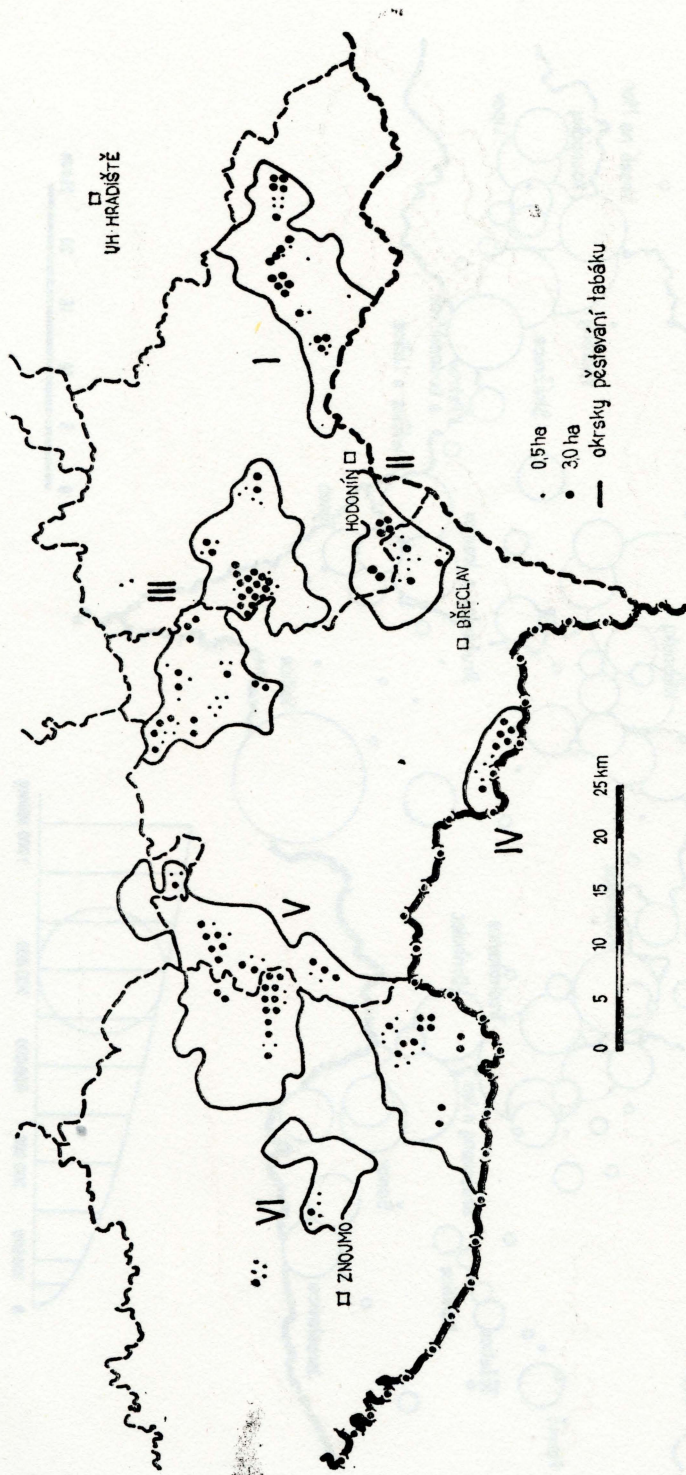 UH. HRADIŠTĚ
I
II
III
IV
V
VI
HODONÍN
BŘECLAV
ZNOJMO
0,5 ha
3,0 ha
okrsky pěstování tabáku
0 5 10 15 20 25 km